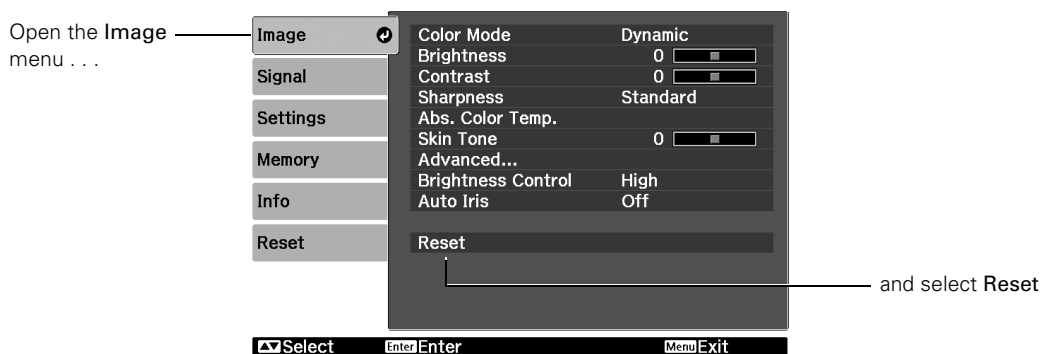 Open the Image
menu . . .
Image
Signal
Settings
Memory
Info
Reset
Color Mode Dynamic
Brightness 0
Contrast 0
Sharpness Standard
Abs. Color Temp.
Skin Tone 0
Advanced...
Brightness Control High
Auto Iris Off
Reset
and select Reset
Select Enter Enter Menu Exit